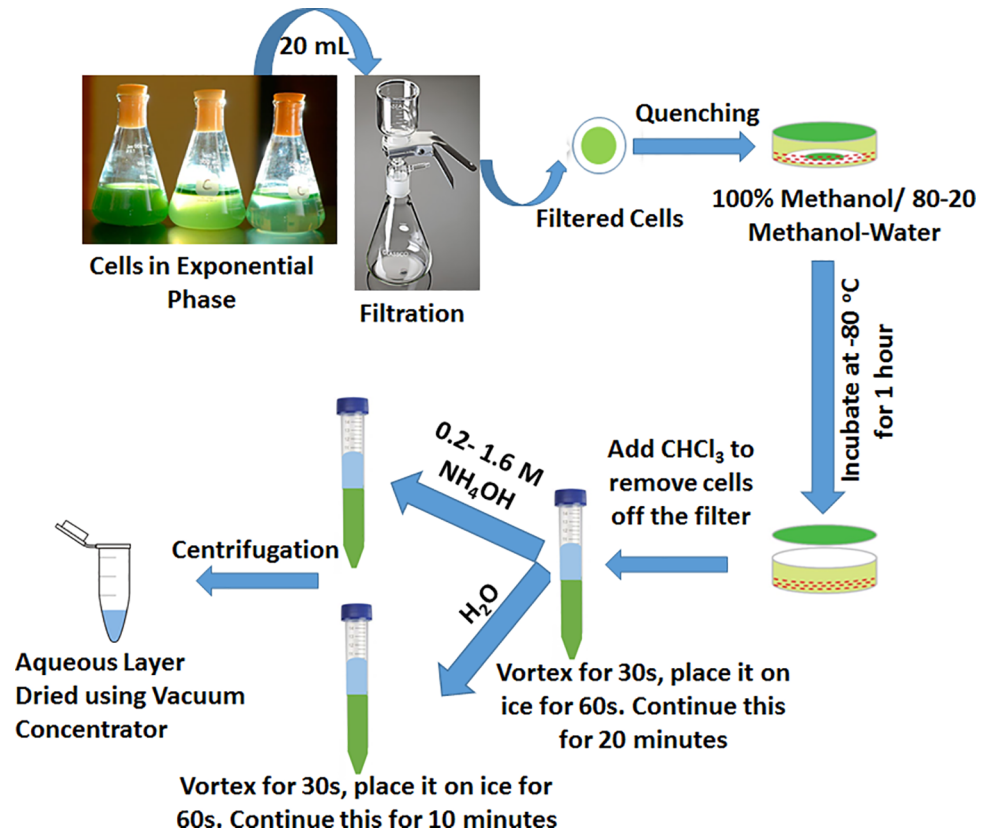 20 mL
Cells in Exponential
Phase
Filtration
Filtered Cells
Quenching
100% Methanol/ 80-20
Methanol-Water
Incubate at -80 °C
for 1 hour
Add CHCl₃ to
remove cells
off the filter
Vortex for 30s, place it on
ice for 60s. Continue this
for 20 minutes
0.2- 1.6 M
NH₄OH
H₂O
Vortex for 30s, place it on ice for
60s. Continue this for 10 minutes
Centrifugation
Aqueous Layer
Dried using Vacuum
Concentrator